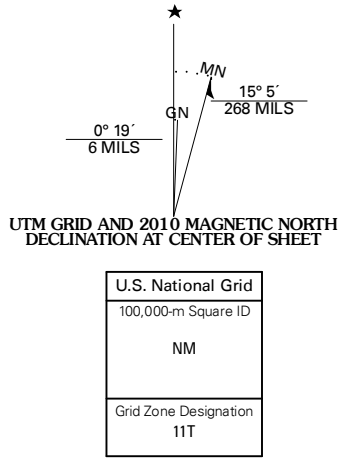 MN
15° 5´
268 MILS
GN
0° 19´
6 MILS
UTM GRID AND 2010 MAGNETIC NORTH
DECLINATION AT CENTER OF SHEET
U.S. National Grid
100,000-m Square ID
NM
Grid Zone Designation
11T